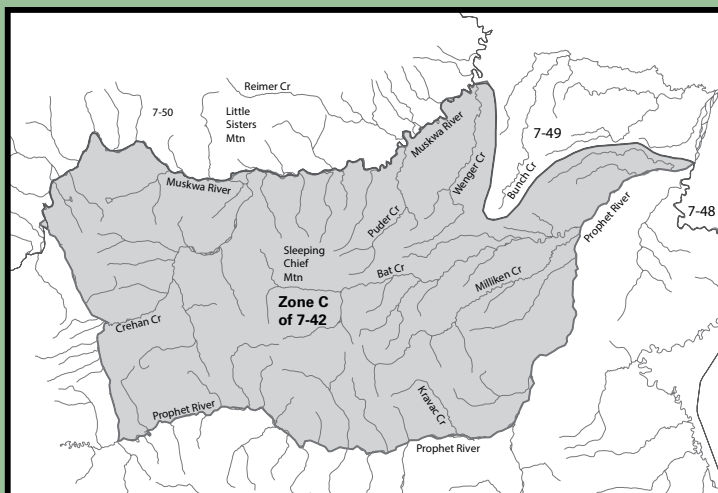 Reimer Cr
7-50
Little
Sisters
Mtn
7-49
Muskwa River
Wenger Cr
Bunch Cr
Muskwa River
7-48
Prophet River
Puder Cr
Sleeping
Chief
Mtn
Bat Cr
Milliken Cr
Zone C
of 7-42
Crehan Cr
Kravac Cr
Prophet River
Prophet River